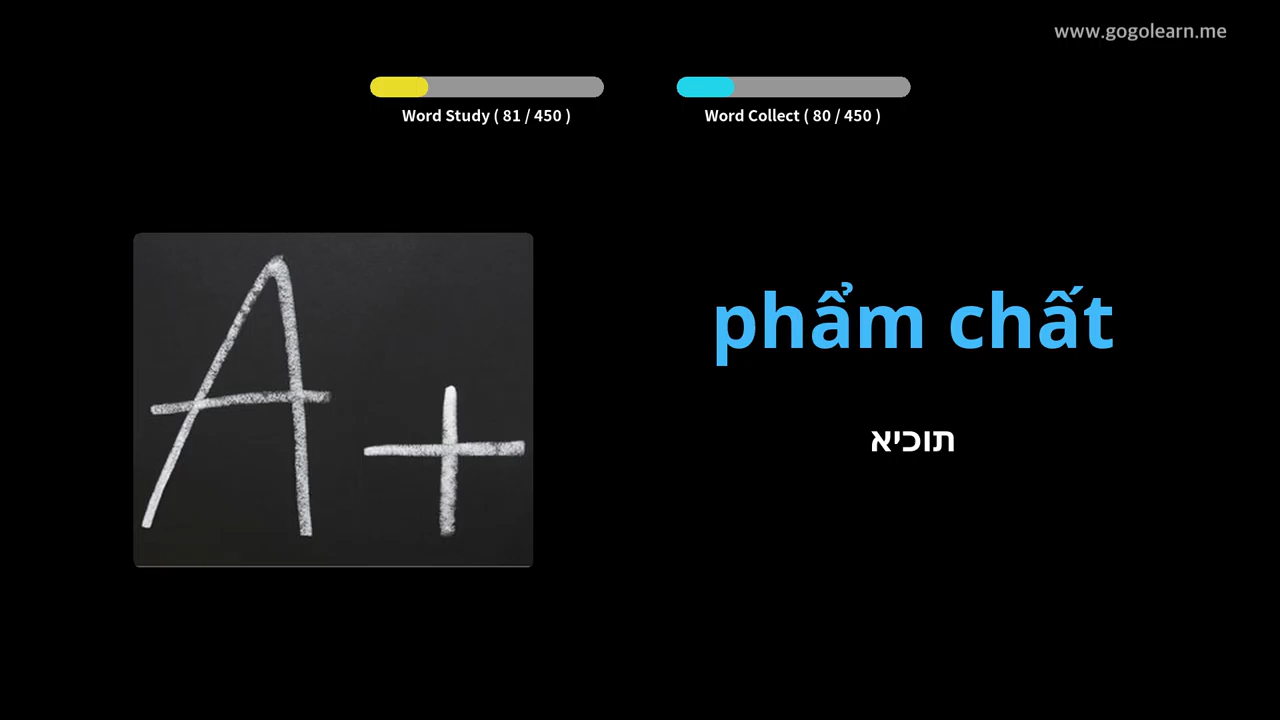 www.gogolearn.me
Word Study ( 81 / 450 )
Word Collect ( 80 / 450 )
A+
phẩm chất
תוכיא